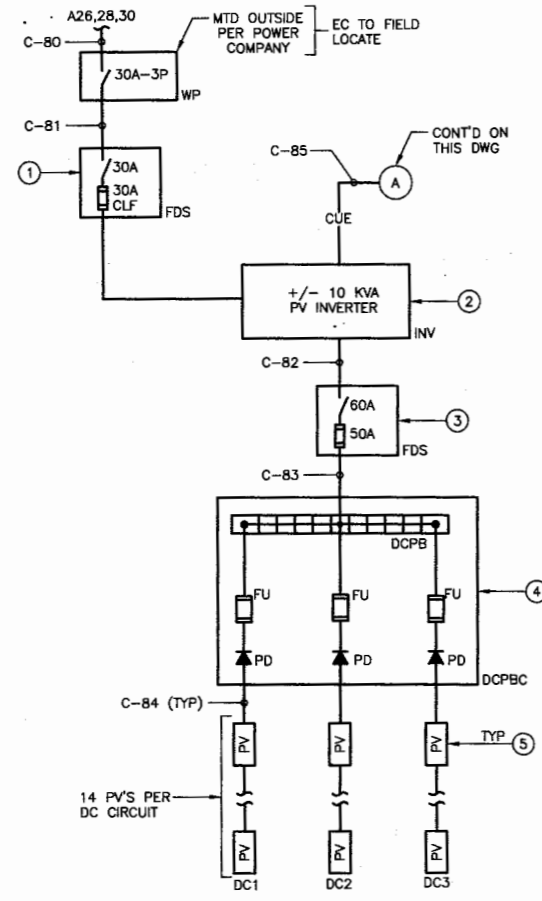 A26,28,30
C-80
MTD OUTSIDE
PER POWER
COMPANY
EC TO FIELD
LOCATE
30A-3P
WP
C-81
CONT'D ON
THIS DWG
C-85
A
1
30A
30A
CLF
FDS
CUE
+/- 10 KVA
PV INVERTER
2
INV
C-82
60A
50A
3
FDS
C-83
DCPB
FU
FU
FU
4
PD
PD
PD
DCPBC
C-84 (TYP)
PV
PV
PV
TYP
5
14 PV'S PER
DC CIRCUIT
PV
PV
PV
DC1
DC2
DC3